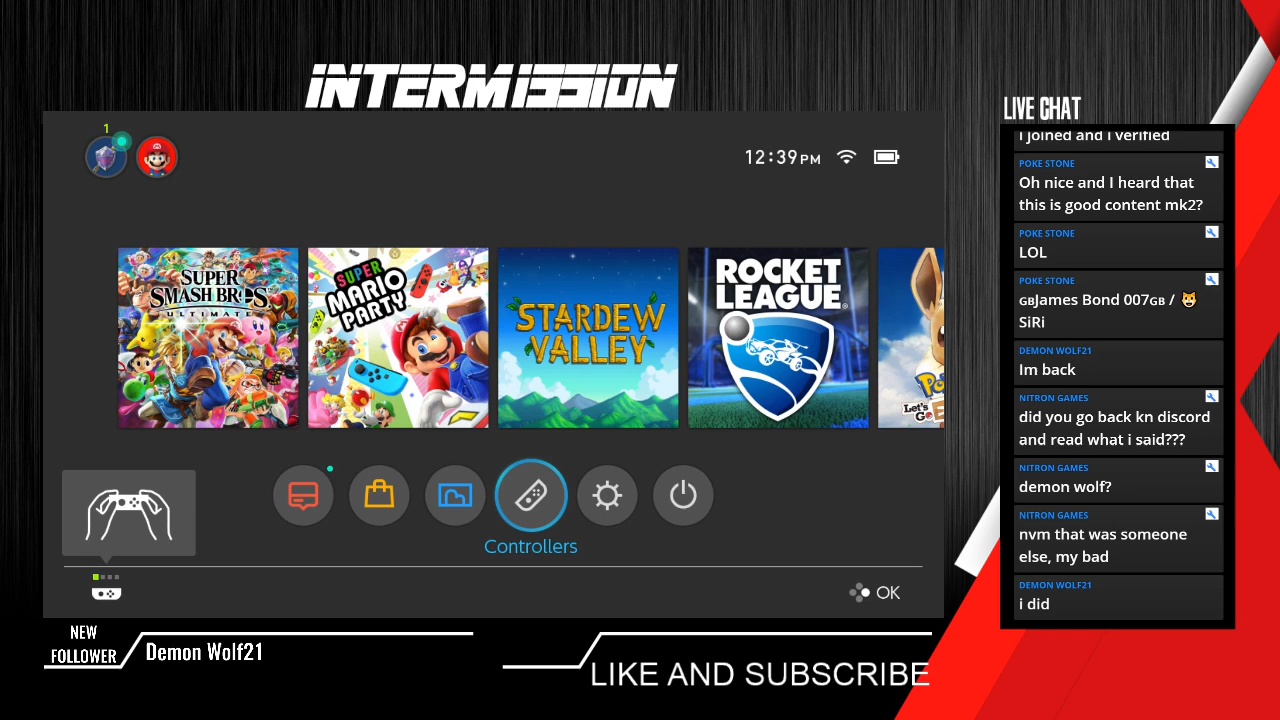 INTERMISSION
LIVE CHAT
1
12:39 PM
SUPER
SMASH BROS.
ULTIMATE
SUPER
MARIO
PARTY
STARDEW
VALLEY
ROCKET
LEAGUE
Let's
Controllers
OK
NEW
FOLLOWER
Demon Wolf21
LIKE AND SUBSCRIBE
i joined and i verified
POKE STONE
Oh nice and I heard that
this is good content mk2?
POKE STONE
LOL
POKE STONE
ɢʙJames Bond 007ɢʙ / 😺
SiRi
DEMON WOLF21
Im back
NITRON GAMES
did you go back kn discord
and read what i said???
NITRON GAMES
demon wolf?
NITRON GAMES
nvm that was someone
else, my bad
DEMON WOLF21
i did